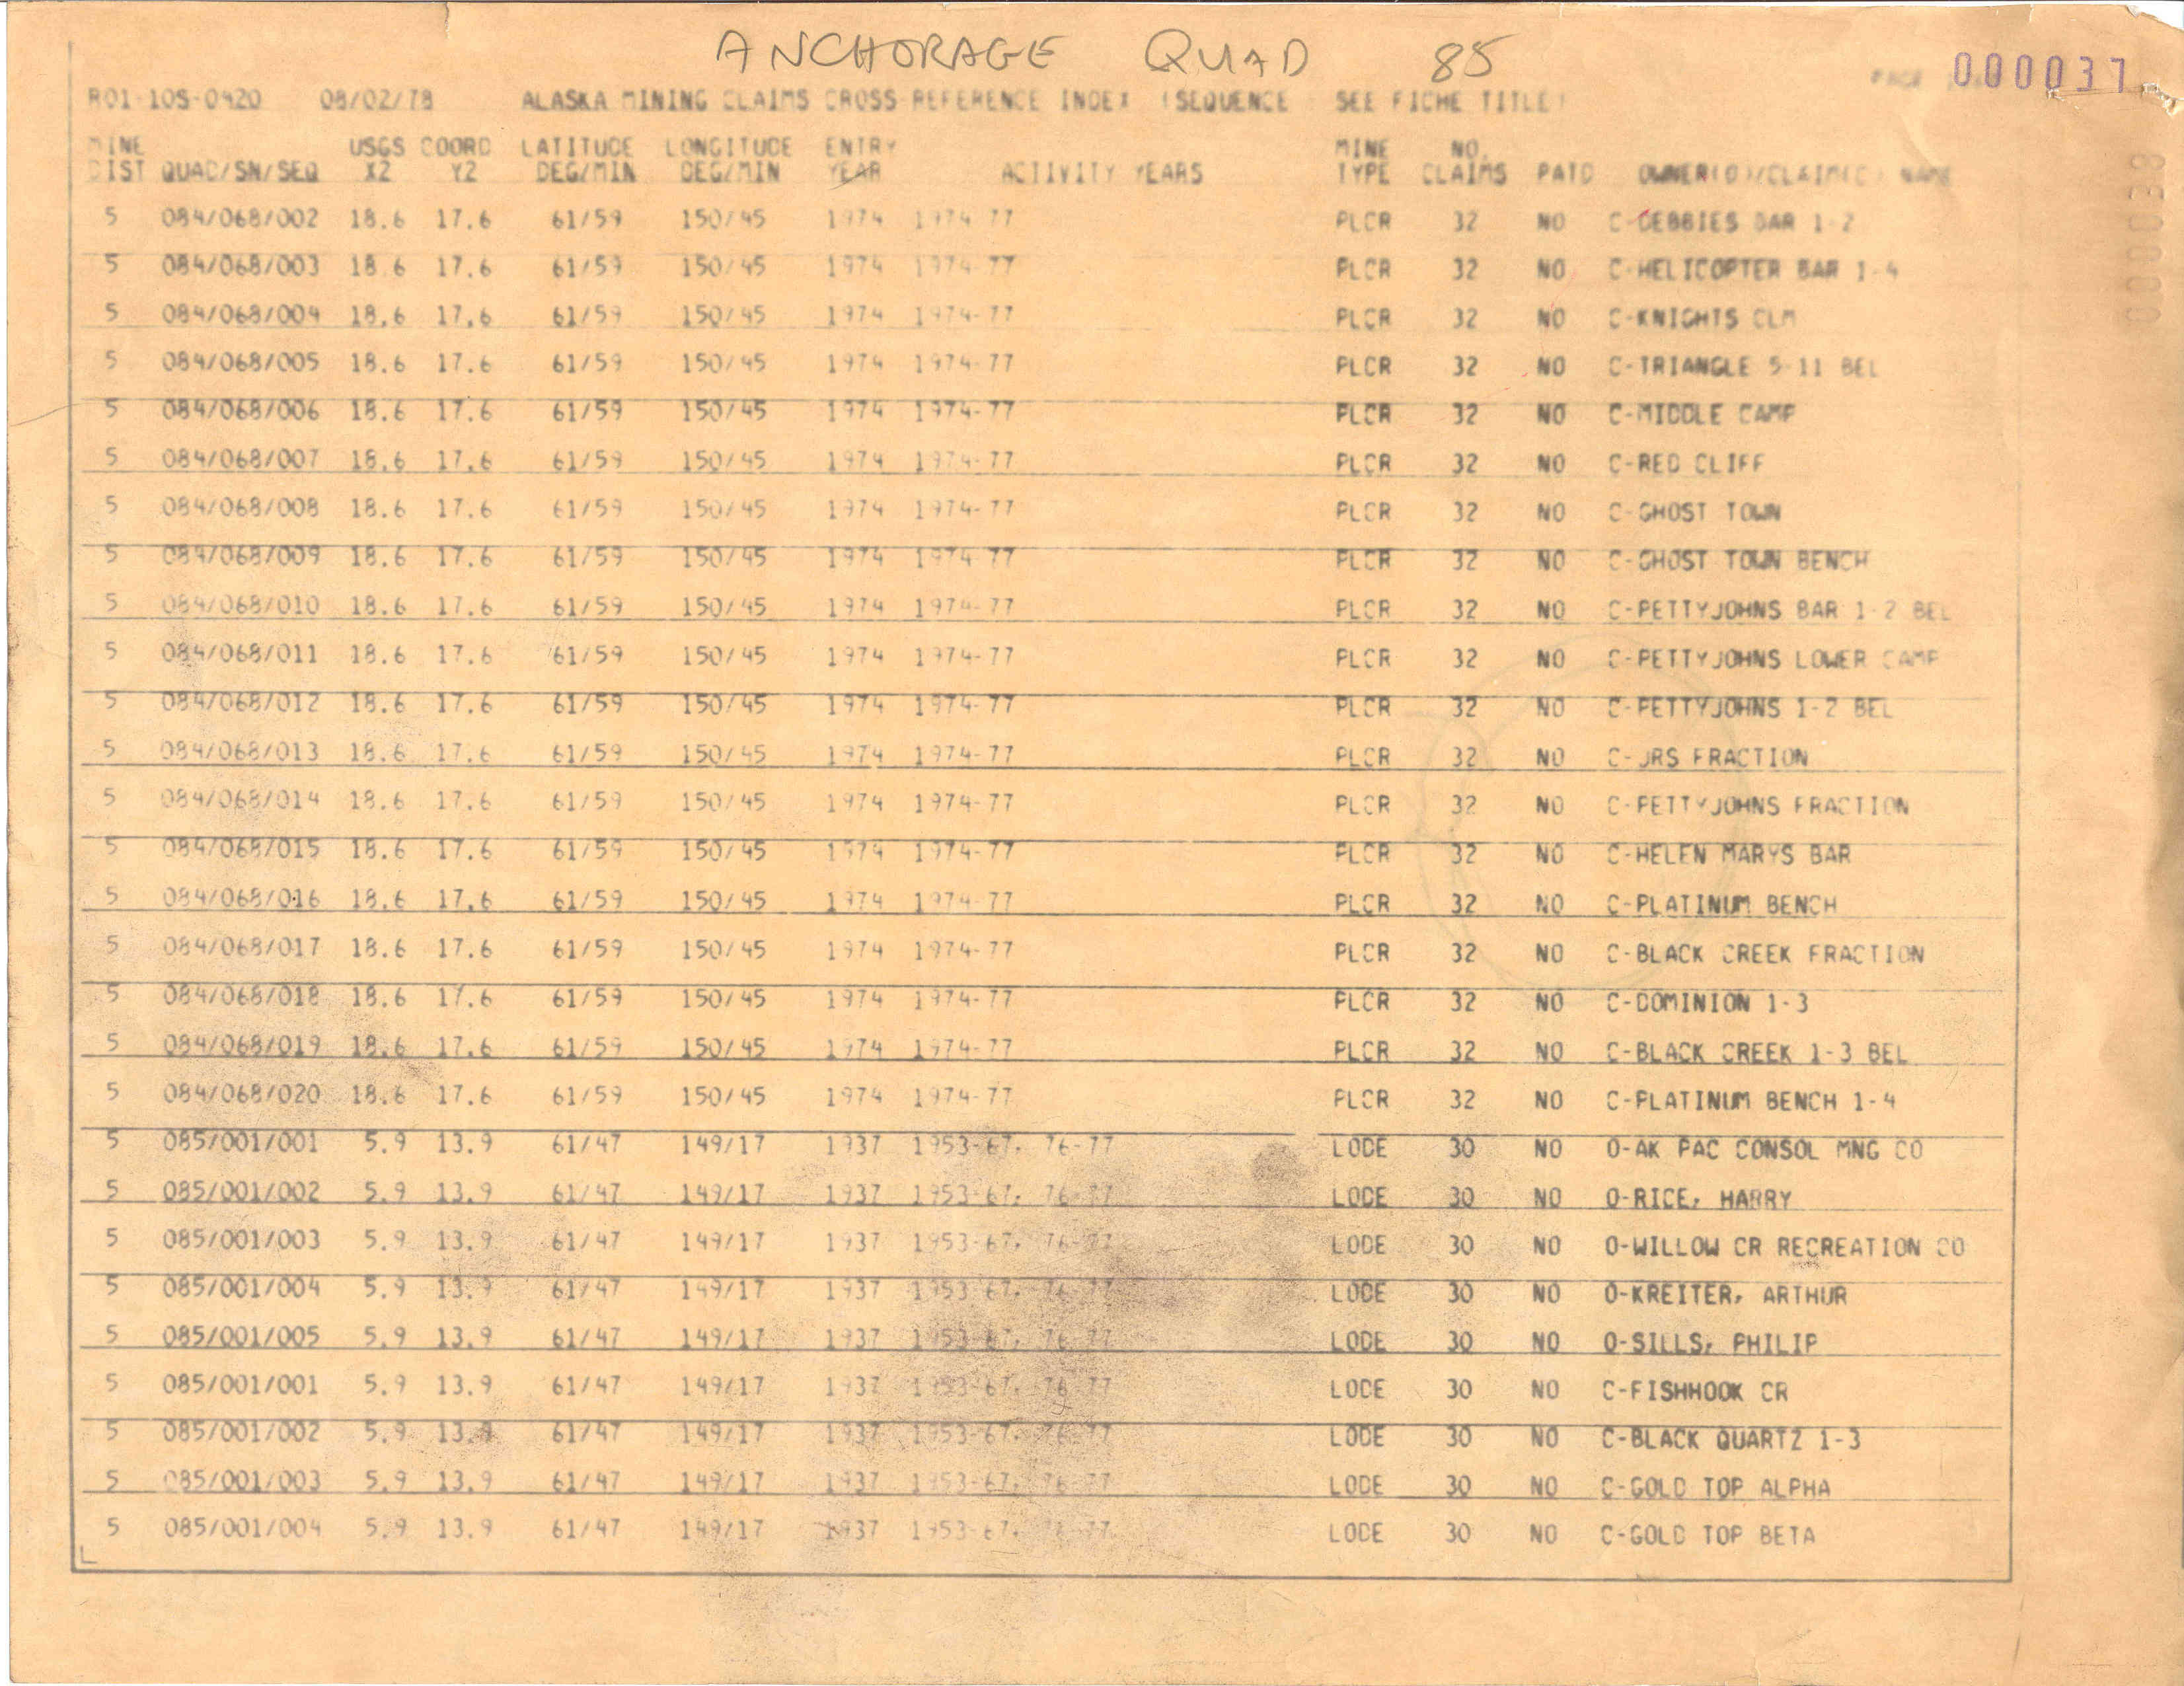 ANCHORAGE QUAD 85
000037
R01-10S-0420 08/02/78 ALASKA MINING CLAIMS CROSS-REFERENCE INDEX (SEQUENCE SEE FICHE TITLE)
MINE USGS COORD LATITUDE LONGITUDE ENTRY MINE NO.
DIST QUAD/SN/SEQ X2 Y2 DEG/MIN DEG/MIN YEAR ACTIVITY YEARS TYPE CLAIMS PATD OWNER(O)/CLAIM(C) NAME
5 084/068/002 18.6 17.6 61/59 150/45 1974 1974-77 PLCR 32 NO C-DEBBIES BAR 1-2
5 084/068/003 18.6 17.6 61/59 150/45 1974 1974-77 PLCR 32 NO C-HELICOPTER BAR 1-4
5 084/068/004 18.6 17.6 61/59 150/45 1974 1974-77 PLCR 32 NO C-KNIGHTS CLM
5 084/068/005 18.6 17.6 61/59 150/45 1974 1974-77 PLCR 32 NO C-TRIANGLE 5-11 BEL
5 084/068/006 18.6 17.6 61/59 150/45 1974 1974-77 PLCR 32 NO C-MIDDLE CAMP
5 084/068/007 18.6 17.6 61/59 150/45 1974 1974-77 PLCR 32 NO C-RED CLIFF
5 084/068/008 18.6 17.6 61/59 150/45 1974 1974-77 PLCR 32 NO C-GHOST TOWN
5 084/068/009 18.6 17.6 61/59 150/45 1974 1974-77 PLCR 32 NO C-GHOST TOWN BENCH
5 084/068/010 18.6 17.6 61/59 150/45 1974 1974-77 PLCR 32 NO C-PETTYJOHNS BAR 1-2 BEL
5 084/068/011 18.6 17.6 61/59 150/45 1974 1974-77 PLCR 32 NO C-PETTYJOHNS LOWER CAMP
5 084/068/012 18.6 17.6 61/59 150/45 1974 1974-77 PLCR 32 NO C-PETTYJOHNS 1-2 BEL
5 084/068/013 18.6 17.6 61/59 150/45 1974 1974-77 PLCR 32 NO C-JRS FRACTION
5 084/068/014 18.6 17.6 61/59 150/45 1974 1974-77 PLCR 32 NO C-PETTYJOHNS FRACTION
5 084/068/015 18.6 17.6 61/59 150/45 1974 1974-77 PLCR 32 NO C-HELEN MARYS BAR
5 084/068/016 18.6 17.6 61/59 150/45 1974 1974-77 PLCR 32 NO C-PLATINUM BENCH
5 084/068/017 18.6 17.6 61/59 150/45 1974 1974-77 PLCR 32 NO C-BLACK CREEK FRACTION
5 084/068/018 18.6 17.6 61/59 150/45 1974 1974-77 PLCR 32 NO C-DOMINION 1-3
5 084/068/019 18.6 17.6 61/59 150/45 1974 1974-77 PLCR 32 NO C-BLACK CREEK 1-3 BEL
5 084/068/020 18.6 17.6 61/59 150/45 1974 1974-77 PLCR 32 NO C-PLATINUM BENCH 1-4
5 085/001/001 5.9 13.9 61/47 149/17 1937 1953-67, 76-77 LODE 30 NO O-AK PAC CONSOL MNG CO
5 085/001/002 5.9 13.9 61/47 149/17 1937 1953-67, 76-77 LODE 30 NO O-RICE, HARRY
5 085/001/003 5.9 13.9 61/47 149/17 1937 1953-67, 76-77 LODE 30 NO O-WILLOW CR RECREATION CO
5 085/001/004 5.9 13.9 61/47 149/17 1937 1953-67, 76-77 LODE 30 NO O-KREITER, ARTHUR
5 085/001/005 5.9 13.9 61/47 149/17 1937 1953-67, 76-77 LODE 30 NO O-SILLS, PHILIP
5 085/001/001 5.9 13.9 61/47 149/17 1937 1953-67, 76-77 LODE 30 NO C-FISHHOOK CR
5 085/001/002 5.9 13.9 61/47 149/17 1937 1953-67, 76-77 LODE 30 NO C-BLACK QUARTZ 1-3
5 085/001/003 5.9 13.9 61/47 149/17 1937 1953-67, 76-77 LODE 30 NO C-GOLD TOP ALPHA
5 085/001/004 5.9 13.9 61/47 149/17 1937 1953-67, 76-77 LODE 30 NO C-GOLD TOP BETA